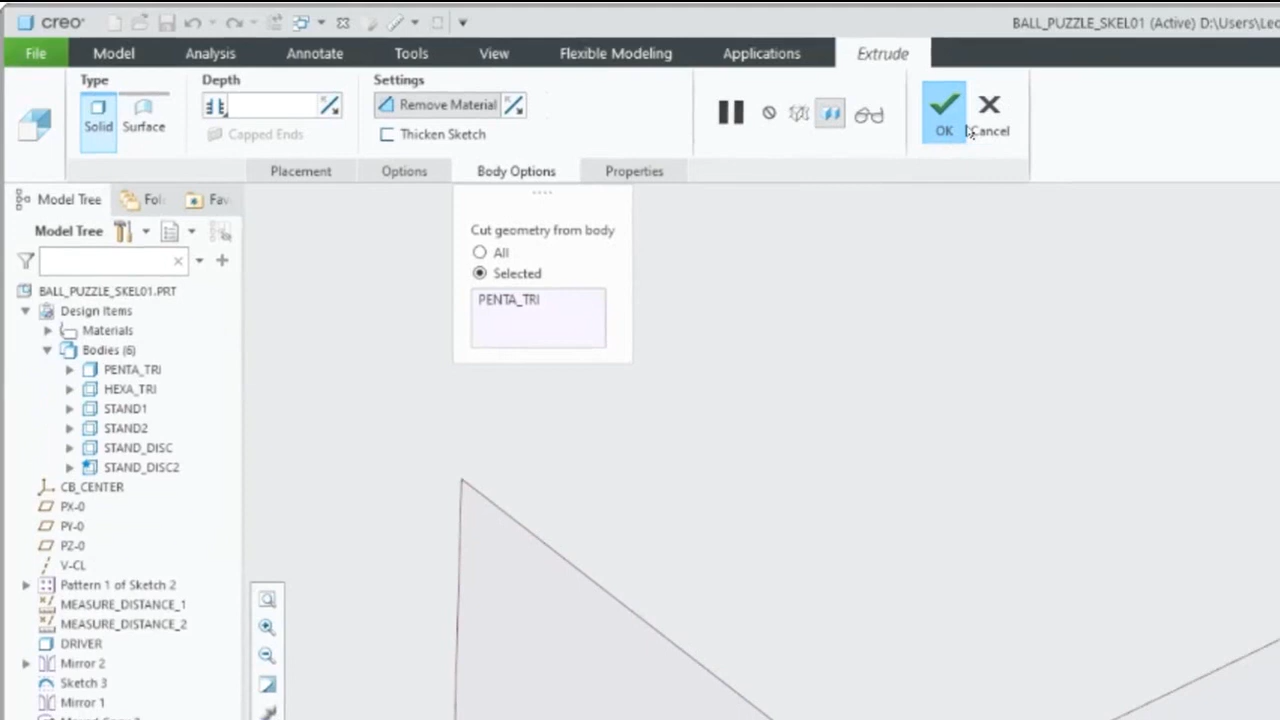 creo
BALL_PUZZLE_SKEL01 (Active) D:\Users\Leo
File Model Analysis Annotate Tools View Flexible Modeling Applications Extrude
Type Depth Settings
Solid Surface
Remove Material
Capped Ends
Thicken Sketch
OK Cancel
Placement Options Body Options Properties
Model Tree Fol Fav
Model Tree
Cut geometry from body
All
Selected
PENTA_TRI
BALL_PUZZLE_SKEL01.PRT
Design Items
Materials
Bodies (6)
PENTA_TRI
HEXA_TRI
STAND1
STAND2
STAND_DISC
STAND_DISC2
CB_CENTER
PX-0
PY-0
PZ-0
V-CL
Pattern 1 of Sketch 2
MEASURE_DISTANCE_1
MEASURE_DISTANCE_2
DRIVER
Mirror 2
Sketch 3
Mirror 1